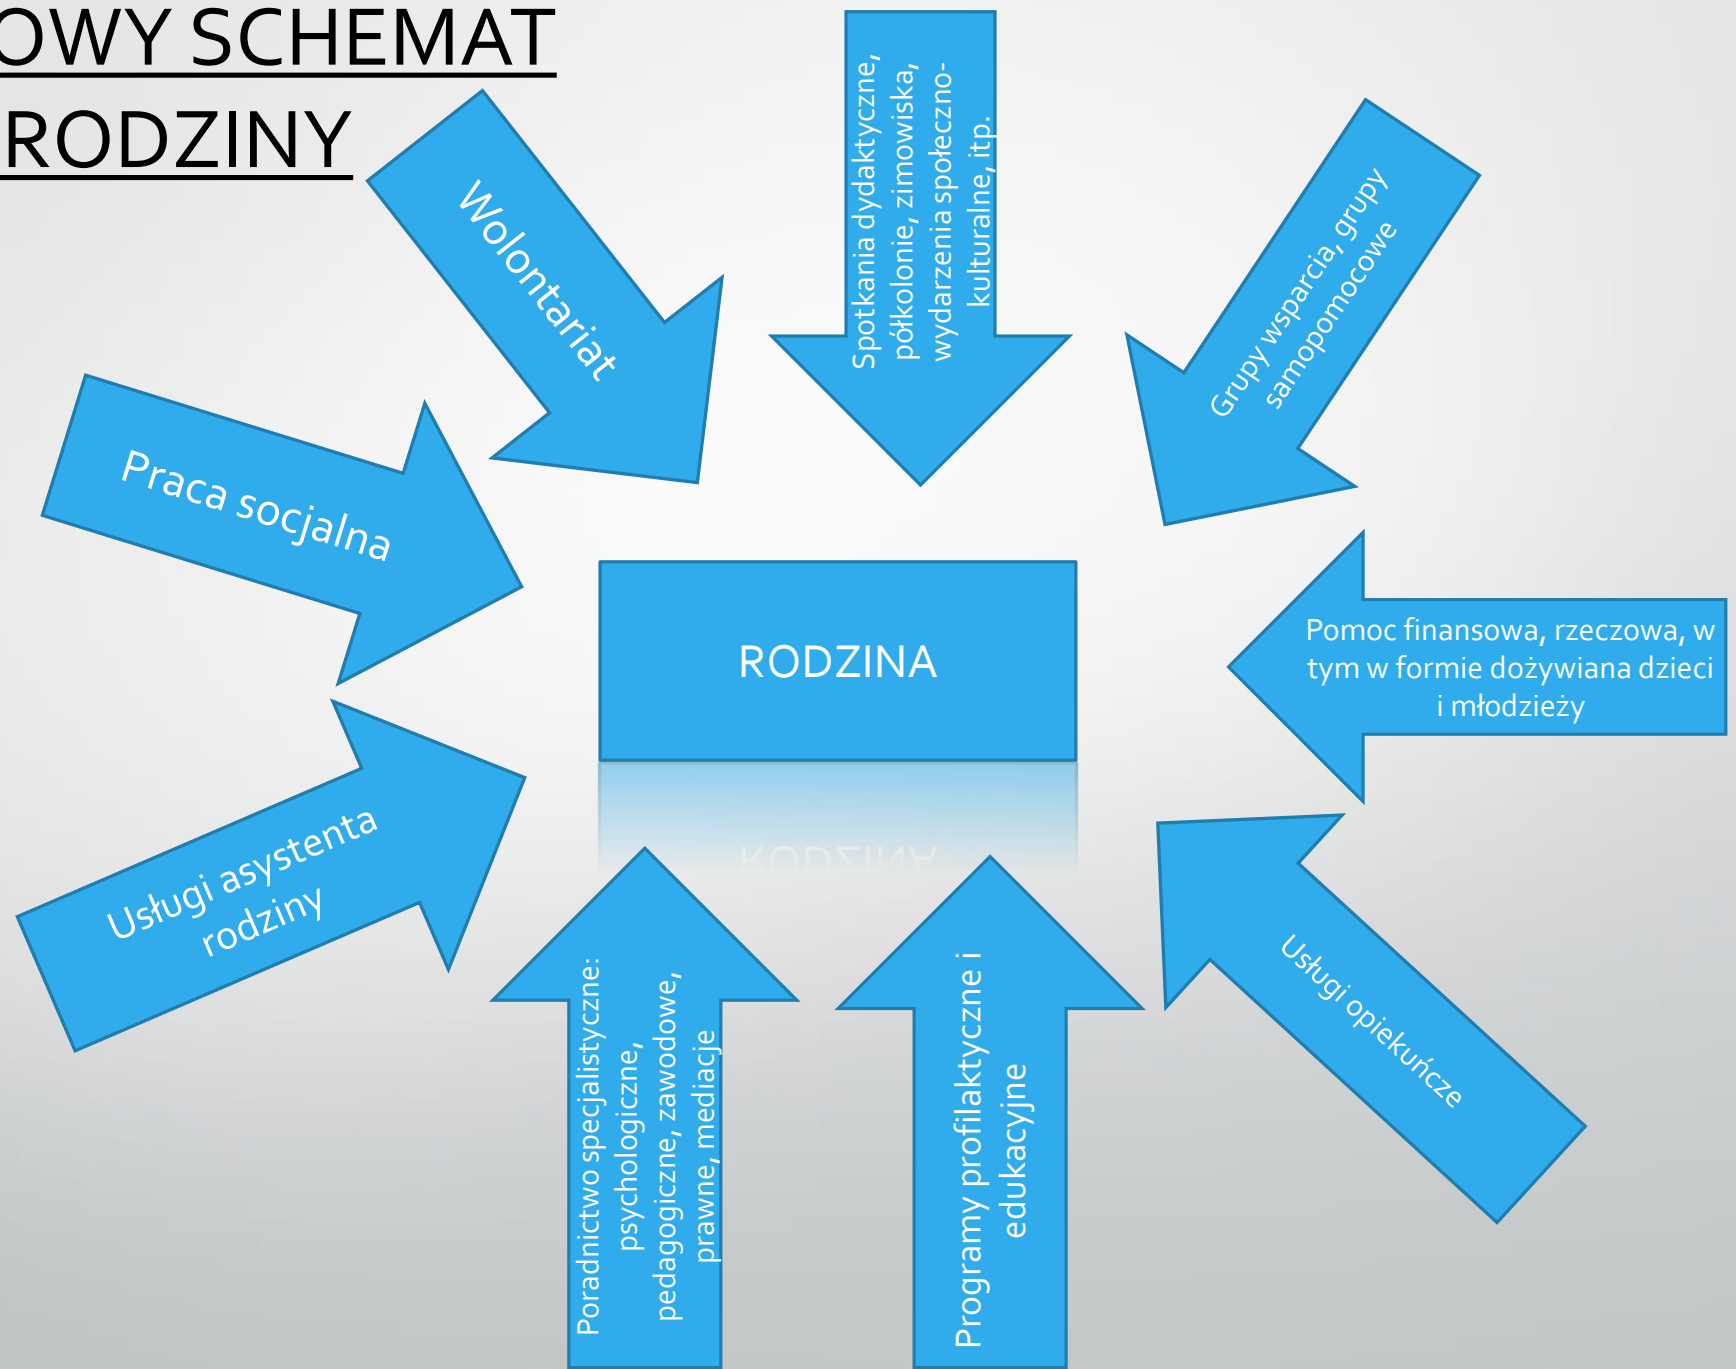 OWY SCHEMAT
RODZINY
Wolontariat
Spotkania dydaktyczne,
półkolonie, zimowiska,
wydarzenia społeczno-
kulturalne, itp.
Grupy wsparcia, grupy
samopomocowe
Praca socjalna
RODZINA
Pomoc finansowa, rzeczowa, w
tym w formie dożywiana dzieci
i młodzieży
Usługi asystenta
rodziny
Poradnictwo specjalistyczne:
psychologiczne,
pedagogiczne, zawodowe,
prawne, mediacje
Programy profilaktyczne i
edukacyjne
Usługi opiekuńcze